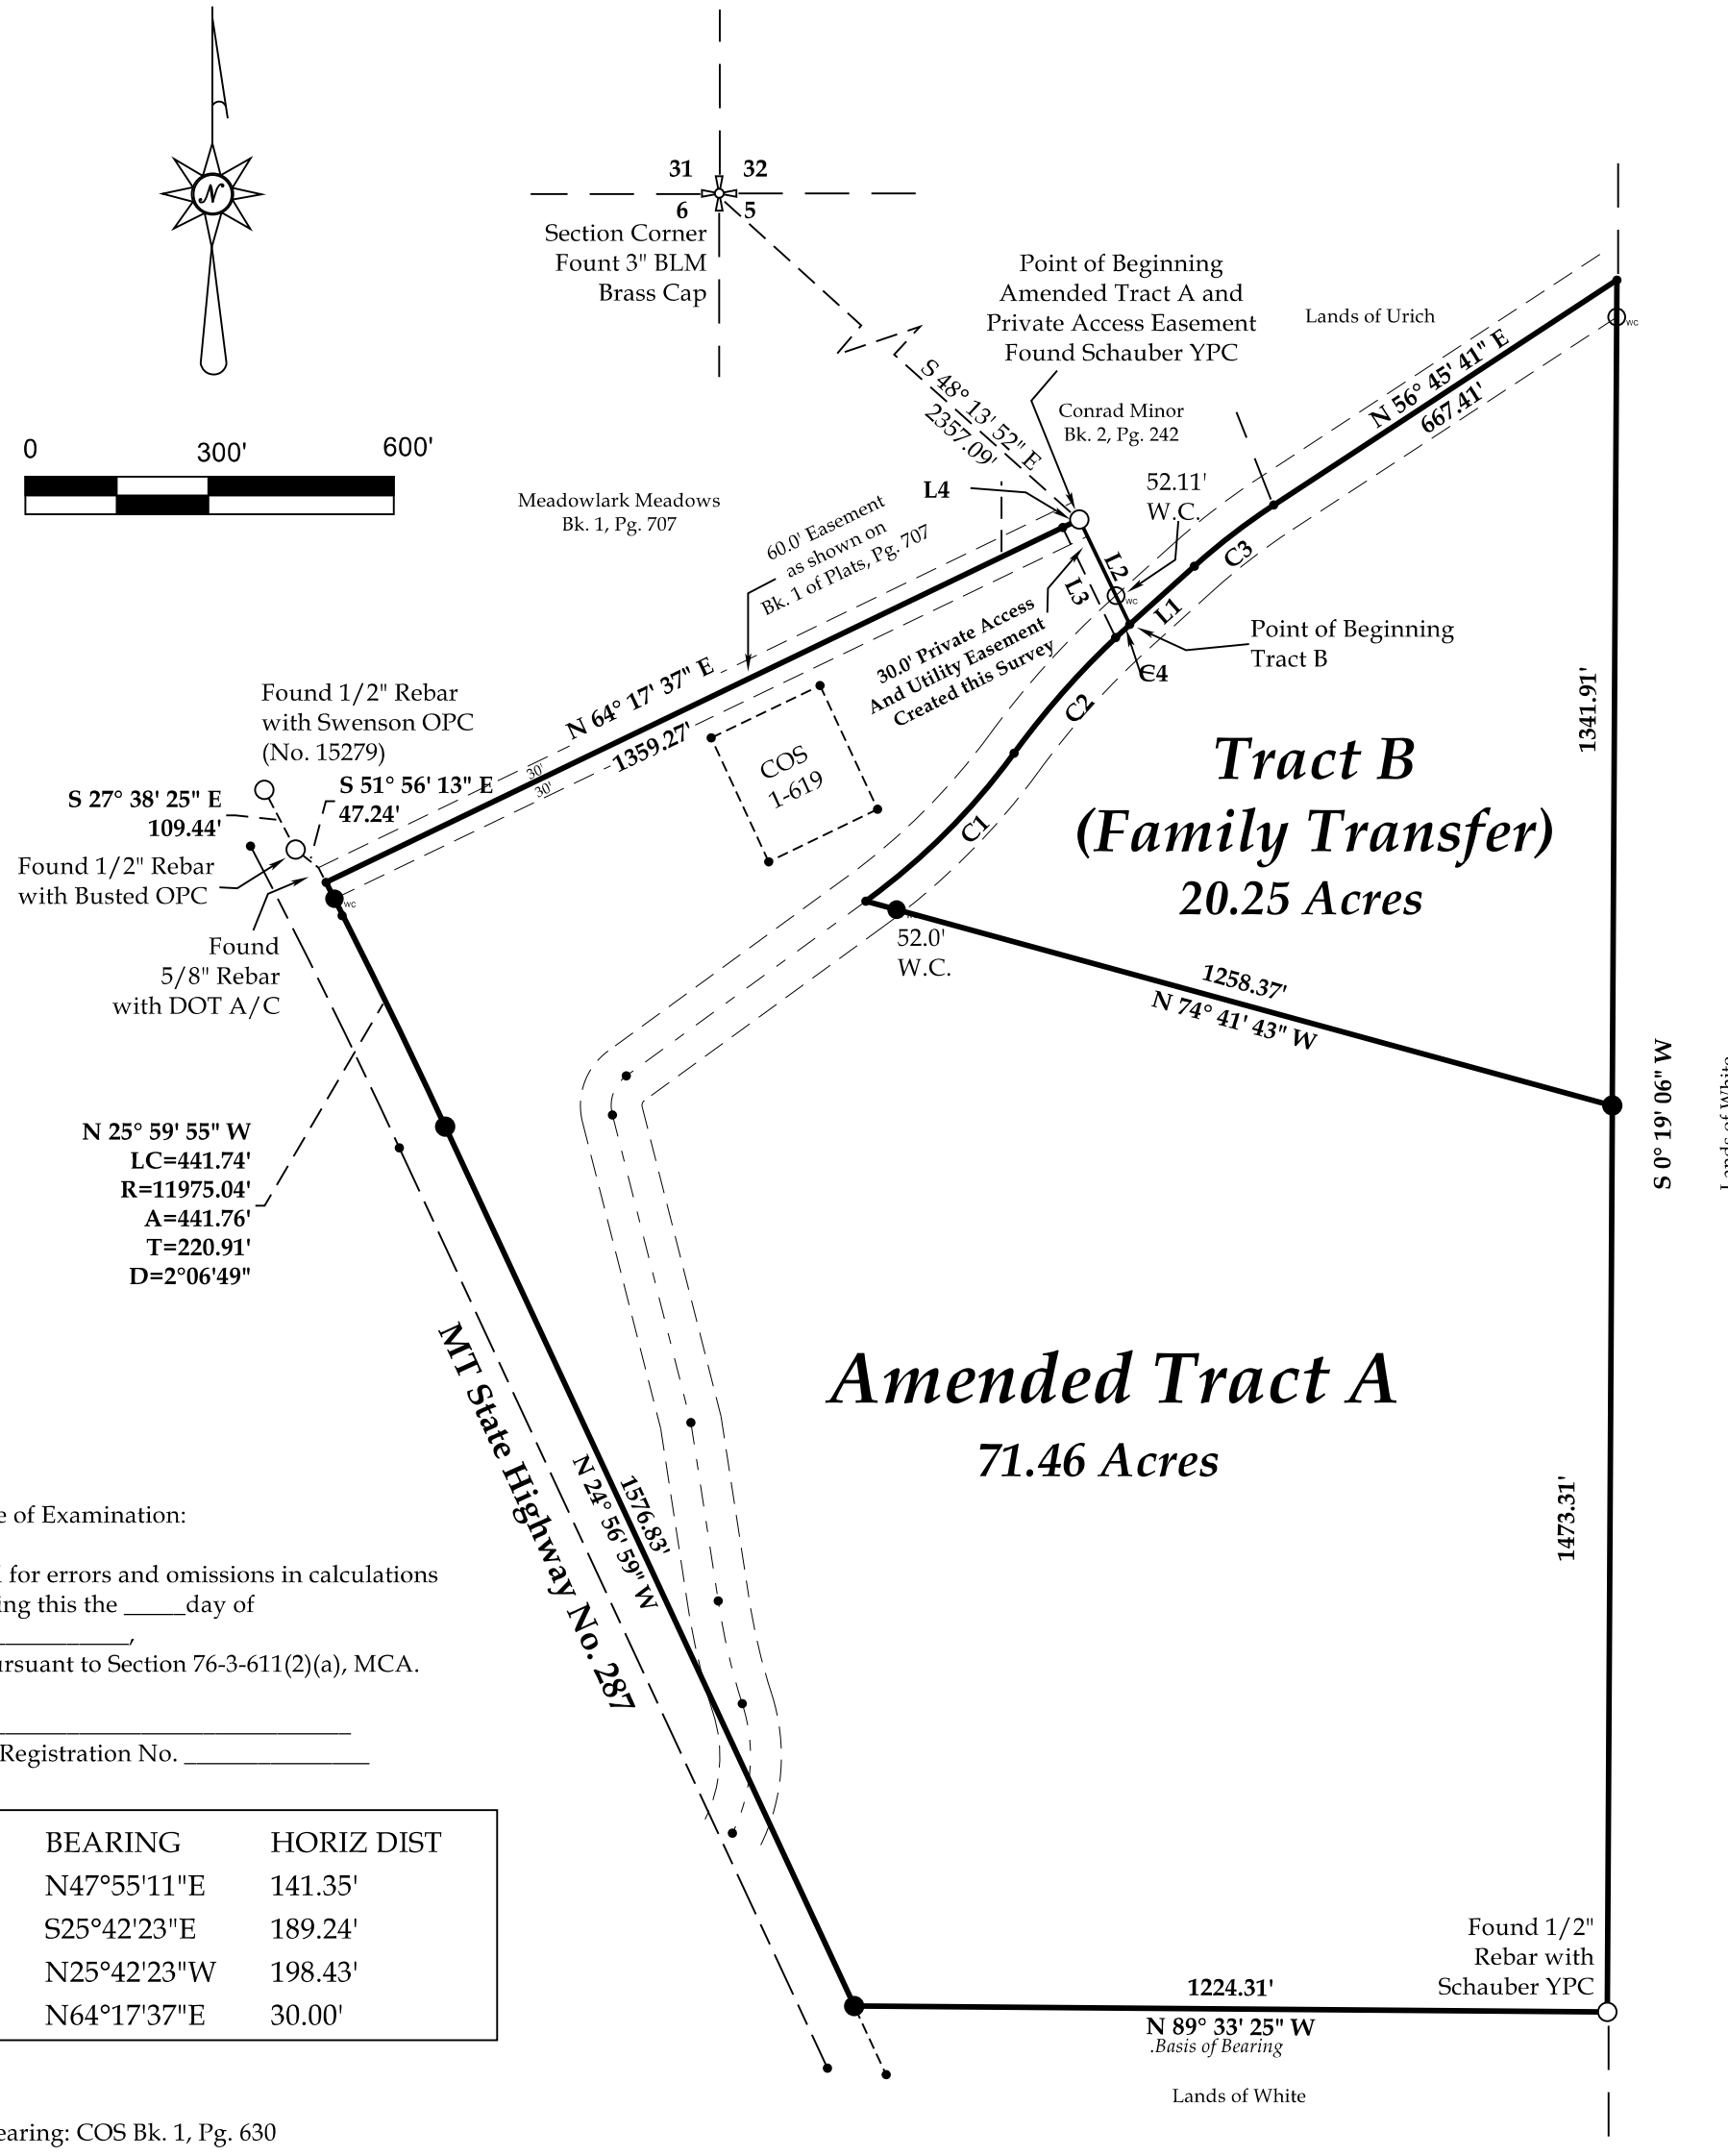 N
31
32
6
5
Section Corner
Fount 3" BLM
Brass Cap
Point of Beginning
Amended Tract A and
Private Access Easement
Found Schauber YPC
Lands of Urich
WC
N 56° 45' 41" E
667.41'
S 48° 13' 52" E
2357.09'
Conrad Minor
Bk. 2, Pg. 242
0
300'
600'
L4
52.11'
W.C.
Meadowlark Meadows
Bk. 1, Pg. 707
60.0' Easement
as shown on
Bk. 1 of Plats, Pg. 707
L2
C3
L3
WC
L1
30.0' Private Access
And Utility Easement
Created this Survey
Point of Beginning
Tract B
C4
C2
N 64° 17' 37" E
1359.27'
30'
30'
Found 1/2" Rebar
with Swenson OPC
(No. 15279)
S 51° 56' 13" E
47.24'
S 27° 38' 25" E
109.44'
COS
1-619
C1
1341.91'
Tract B
(Family Transfer)
20.25 Acres
Found 1/2" Rebar
with Busted OPC
WC
Found
5/8" Rebar
with DOT A/C
52.0'
W.C.
1258.37'
N 74° 41' 43" W
S 0° 19' 06" W
Lands of White
N 25° 59' 55" W
LC=441.74'
R=11975.04'
A=441.76'
T=220.91'
D=2°06'49"
MT State Highway No. 287
1576.83'
N 24° 56' 59" W
Amended Tract A
71.46 Acres
1473.31'
e of Examination:
for errors and omissions in calculations
ing this the _____day of
___________,
ursuant to Section 76-3-611(2)(a), MCA.
Registration No. _______________
BEARING HORIZ DIST
N47°55'11"E 141.35'
S25°42'23"E 189.24'
N25°42'23"W 198.43'
N64°17'37"E 30.00'
Found 1/2"
Rebar with
Schauber YPC
1224.31'
N 89° 33' 25" W
.Basis of Bearing
Lands of White
earing: COS Bk. 1, Pg. 630